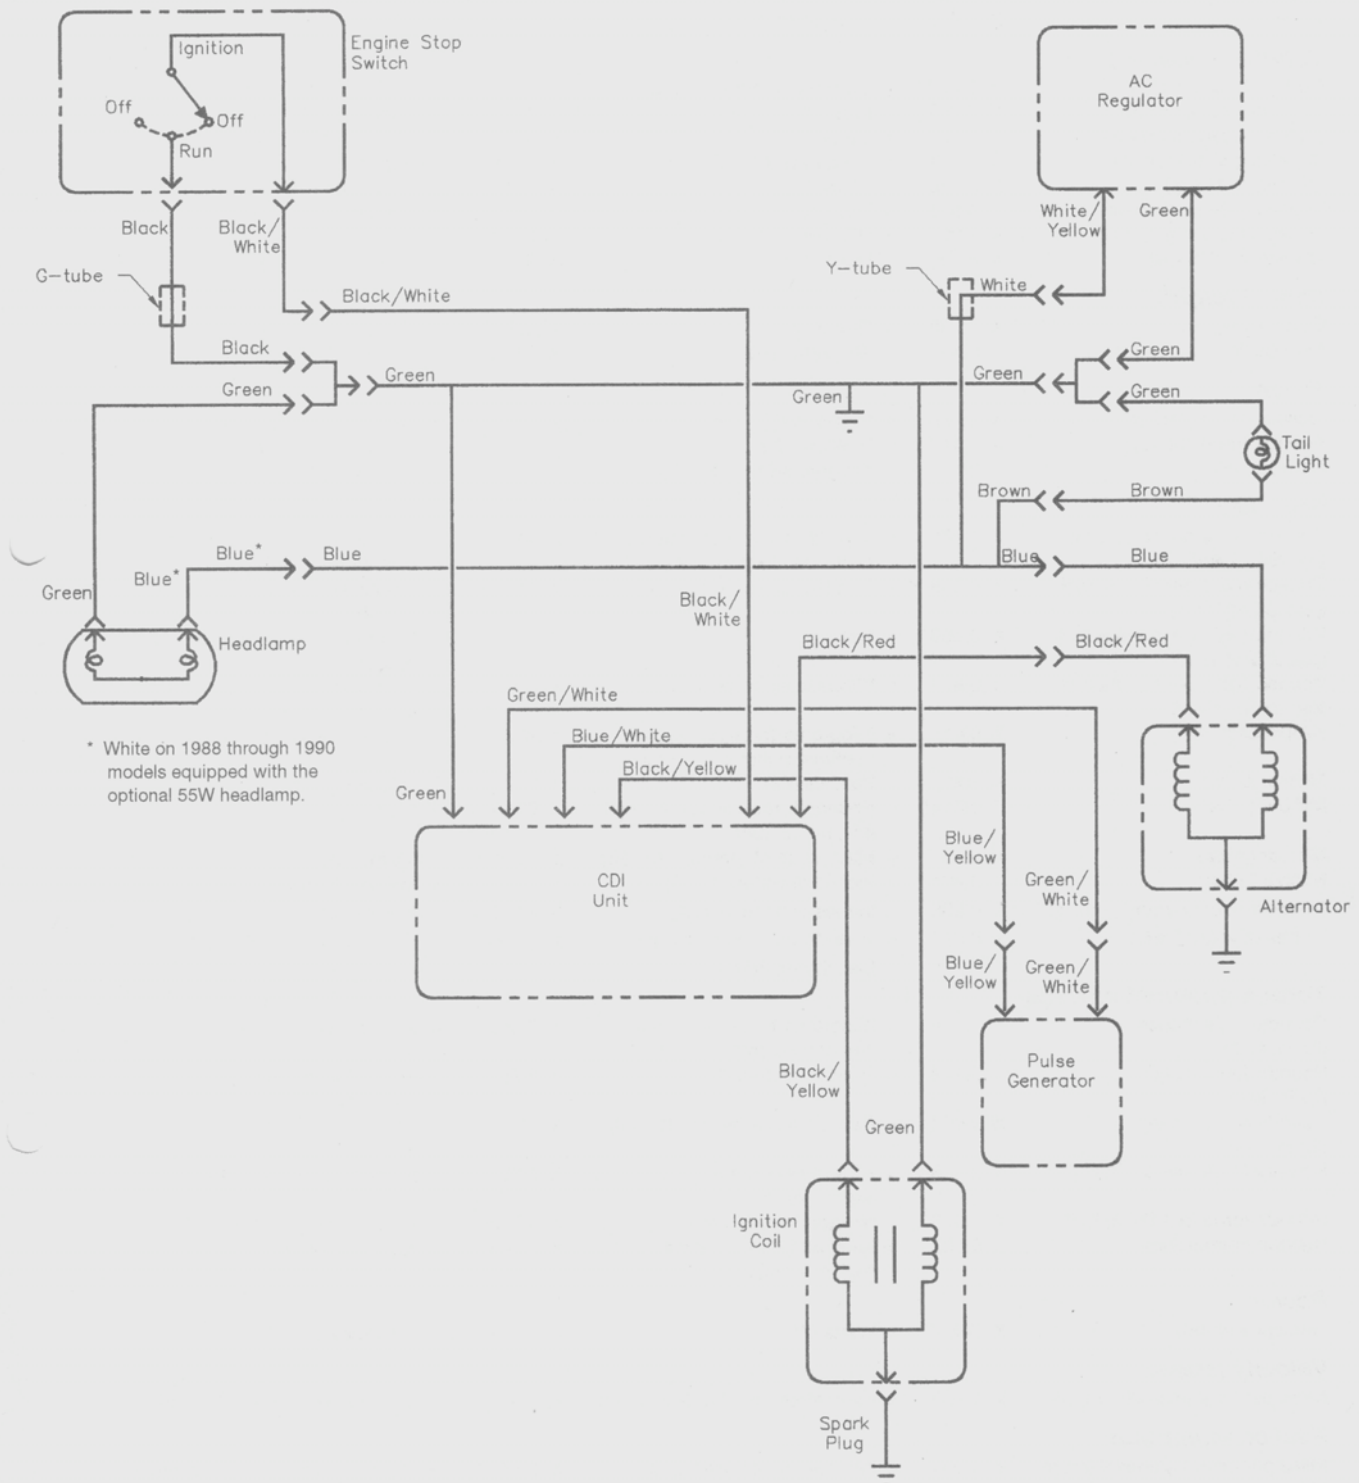 Ignition
Engine Stop
Switch
Off
Off
Run
AC
Regulator
Black
Black/
White
White/
Yellow
Green
G-tube
Y-tube
White
Black/White
Black
Green
Green
Green
Green
Green
Green
Tail
Light
Brown
Brown
Blue*
Blue
Blue
Blue
Blue*
Green
Black/
White
Headlamp
Black/Red
Black/Red
Green/White
Blue/White
Black/Yellow
* White on 1988 through 1990
models equipped with the
optional 55W headlamp.
Green
CDI
Unit
Blue/
Yellow
Green/
White
Alternator
Blue/
Yellow
Green/
White
Pulse
Generator
Black/
Yellow
Green
Ignition
Coil
Spark
Plug